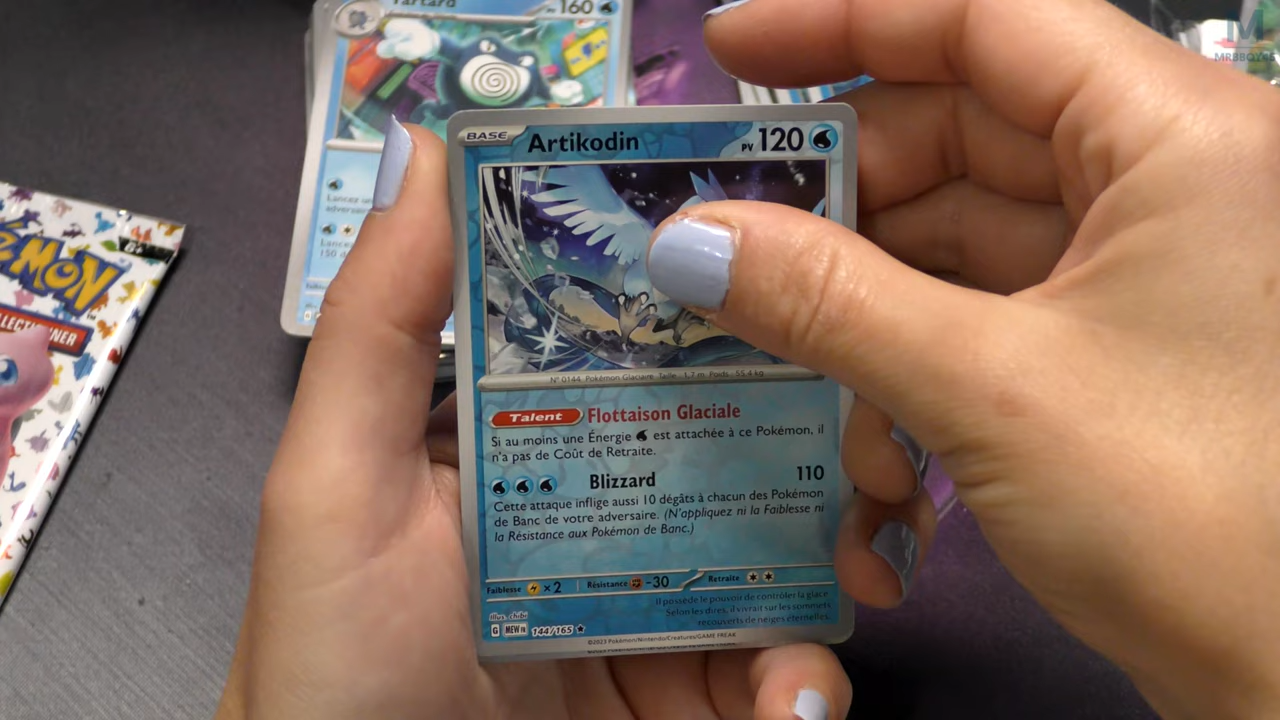 Tartard
PV 160
M
MRBBOY45
BASE Artikodin PV 120
N° 0144 Pokémon Glaciaire Taille : 1,7 m Poids : 55,4 kg
Talent Flottaison Glaciale
Si au moins une Énergie est attachée à ce Pokémon, il
n'a pas de Coût de Retraite.
Blizzard 110
Cette attaque inflige aussi 10 dégâts à chacun des Pokémon
de Banc de votre adversaire. (N'appliquez ni la Faiblesse ni
la Résistance aux Pokémon de Banc.)
Faiblesse ×2 Résistance -30 Retraite
Il possède le pouvoir de contrôler la glace.
Selon les dires, il vivrait sur les sommets
recouverts de neiges éternelles.
Illus. chibi
G MEW FR 144/165
©2023 Pokémon/Nintendo/Creatures/GAME FREAK
Lancez
Lancez
150